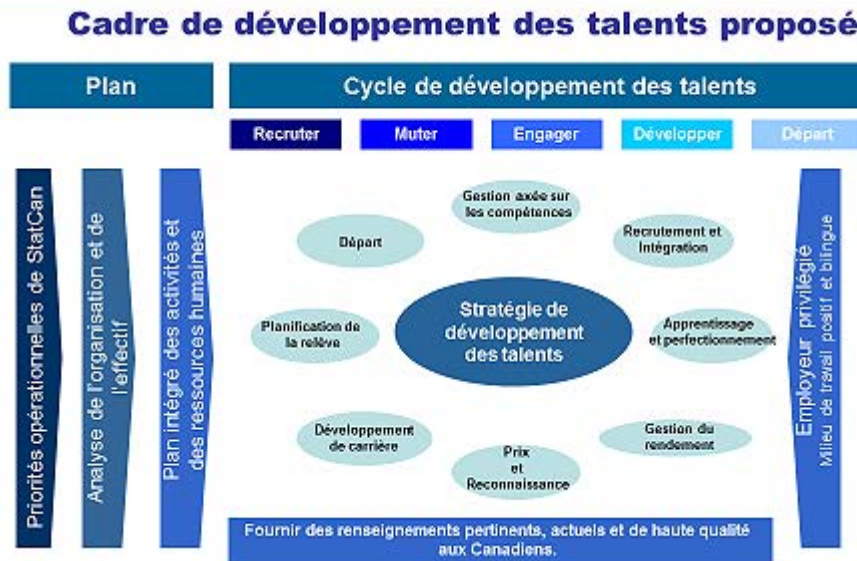 Cadre de développement des talents proposé
Plan
Cycle de développement des talents
Recruter
Muter
Engager
Développer
Départ
Priorités opérationnelles de StatCan
Analyse de l'organisation et de
l'effectif
Plan intégré des activités et
des ressources humaines
Gestion axée sur
les compétences
Départ
Recrutement et
Intégration
Stratégie de
développement
des talents
Planification de
la relève
Apprentissage
et perfectionnement
Développement
de carrière
Gestion du
rendement
Prix
et
Reconnaissance
Employeur privilégié
Milieu de travail positif et bilingue
Fournir des renseignements pertinents, actuels et de haute qualité
aux Canadiens.